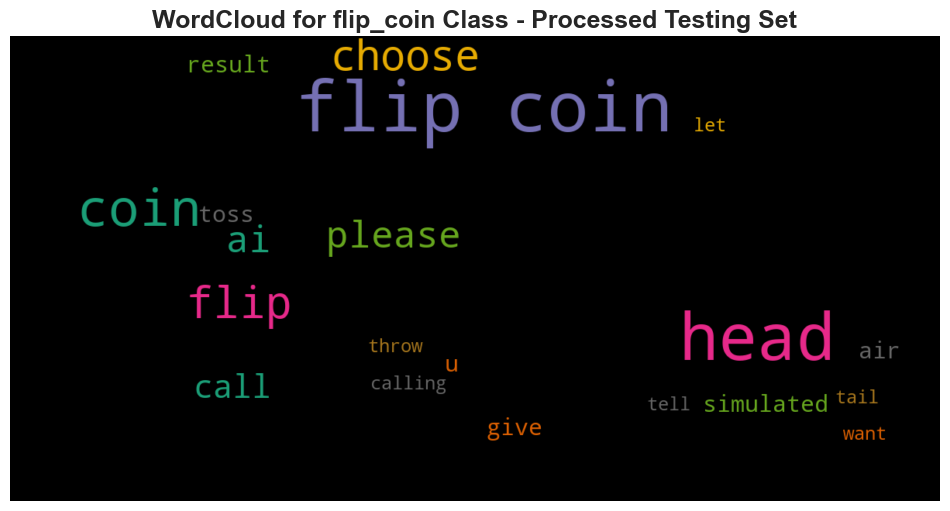 WordCloud for flip_coin Class - Processed Testing Set
result
choose
flip coin
let
coin
toss
ai
please
flip
head
throw
air
u
call
calling
tell
simulated
tail
give
want